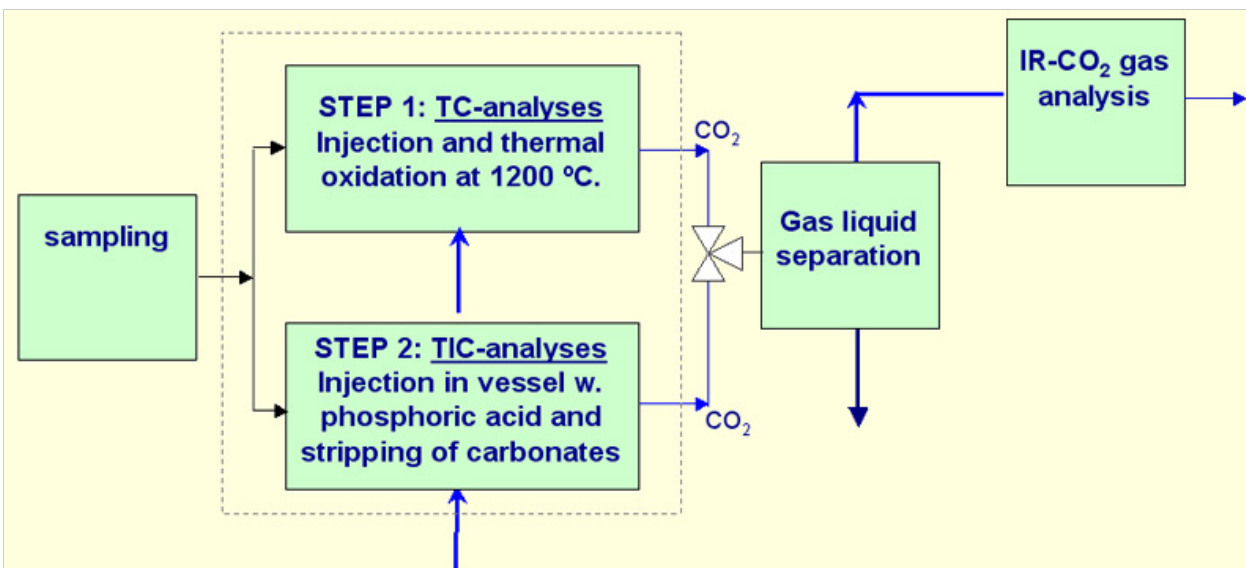 sampling
STEP 1: TC-analyses
Injection and thermal
oxidation at 1200 ºC.
STEP 2: TIC-analyses
Injection in vessel w.
phosphoric acid and
stripping of carbonates
CO₂
CO₂
Gas liquid
separation
IR-CO₂ gas
analysis